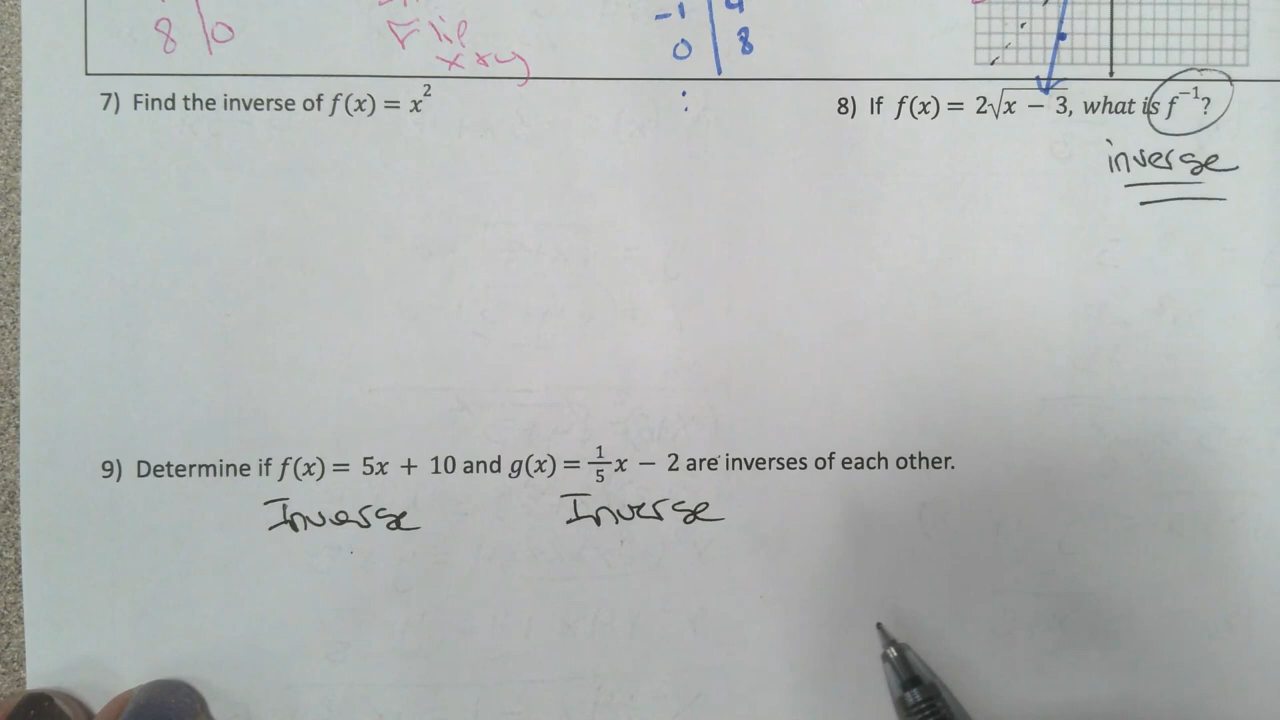 8 | 0
Flip
x x y
-1 | 4
0 | 8
:
7) Find the inverse of f(x) = x²
8) If f(x) = 2√(x − 3), what is f⁻¹?
inverse
9) Determine if f(x) = 5x + 10 and g(x) = 1/5 x − 2 are inverses of each other.
Inverse Inverse